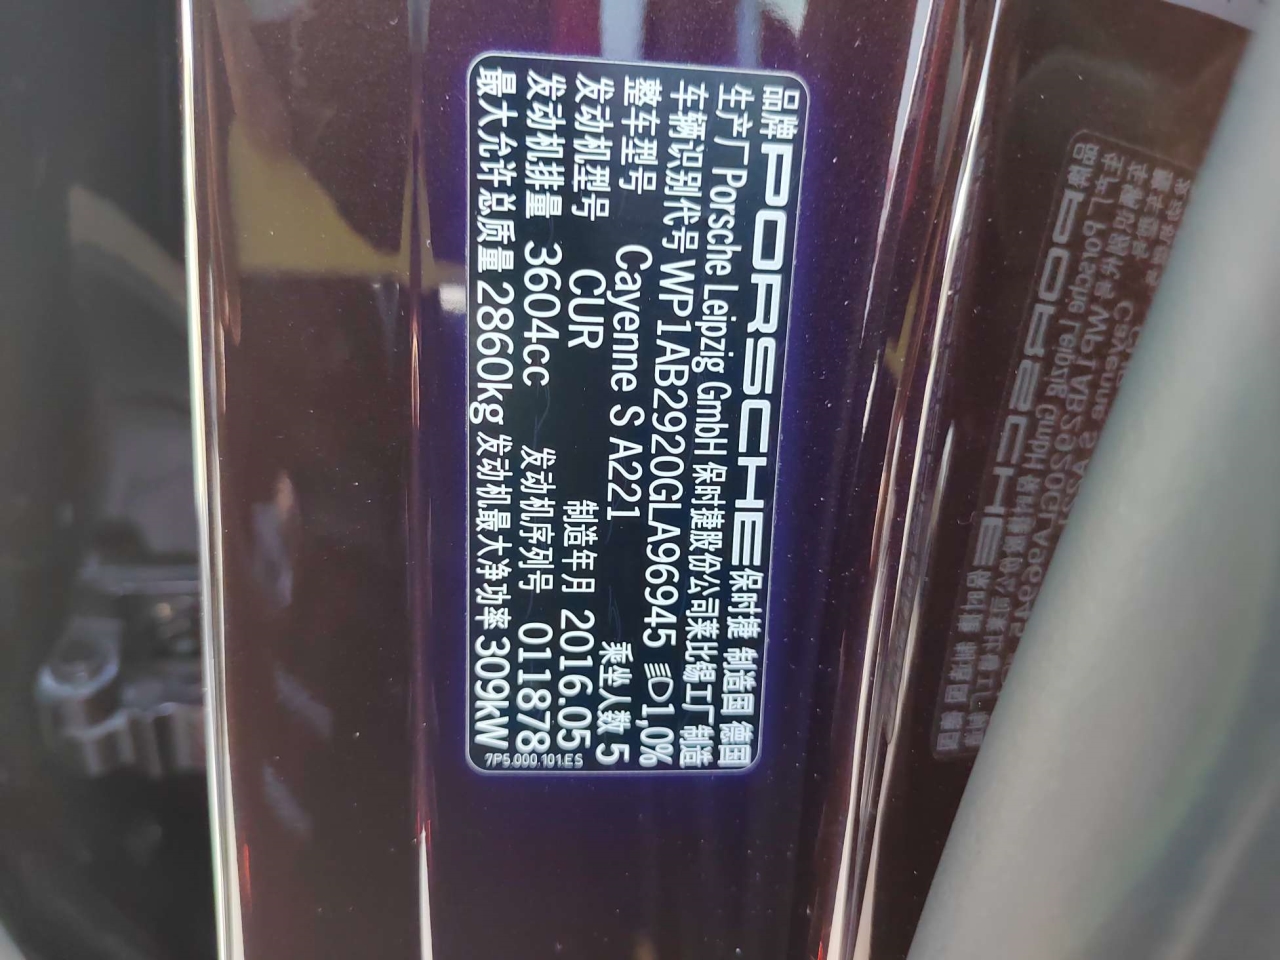 品牌 PORSCHE 保时捷 制造国 德国
生产厂 Porsche Leipzig GmbH 保时捷股份公司莱比锡工厂 制造
车辆识别代号 WP1AB2920GLA96945 1,0%
整车型号 Cayenne S A221 乘坐人数 5
发动机型号 CUR 制造年月 2016.05
发动机排量 3604cc 发动机序列号 011878
最大允许总质量 2860kg 发动机最大净功率 309kW
7P5.000.101.ES